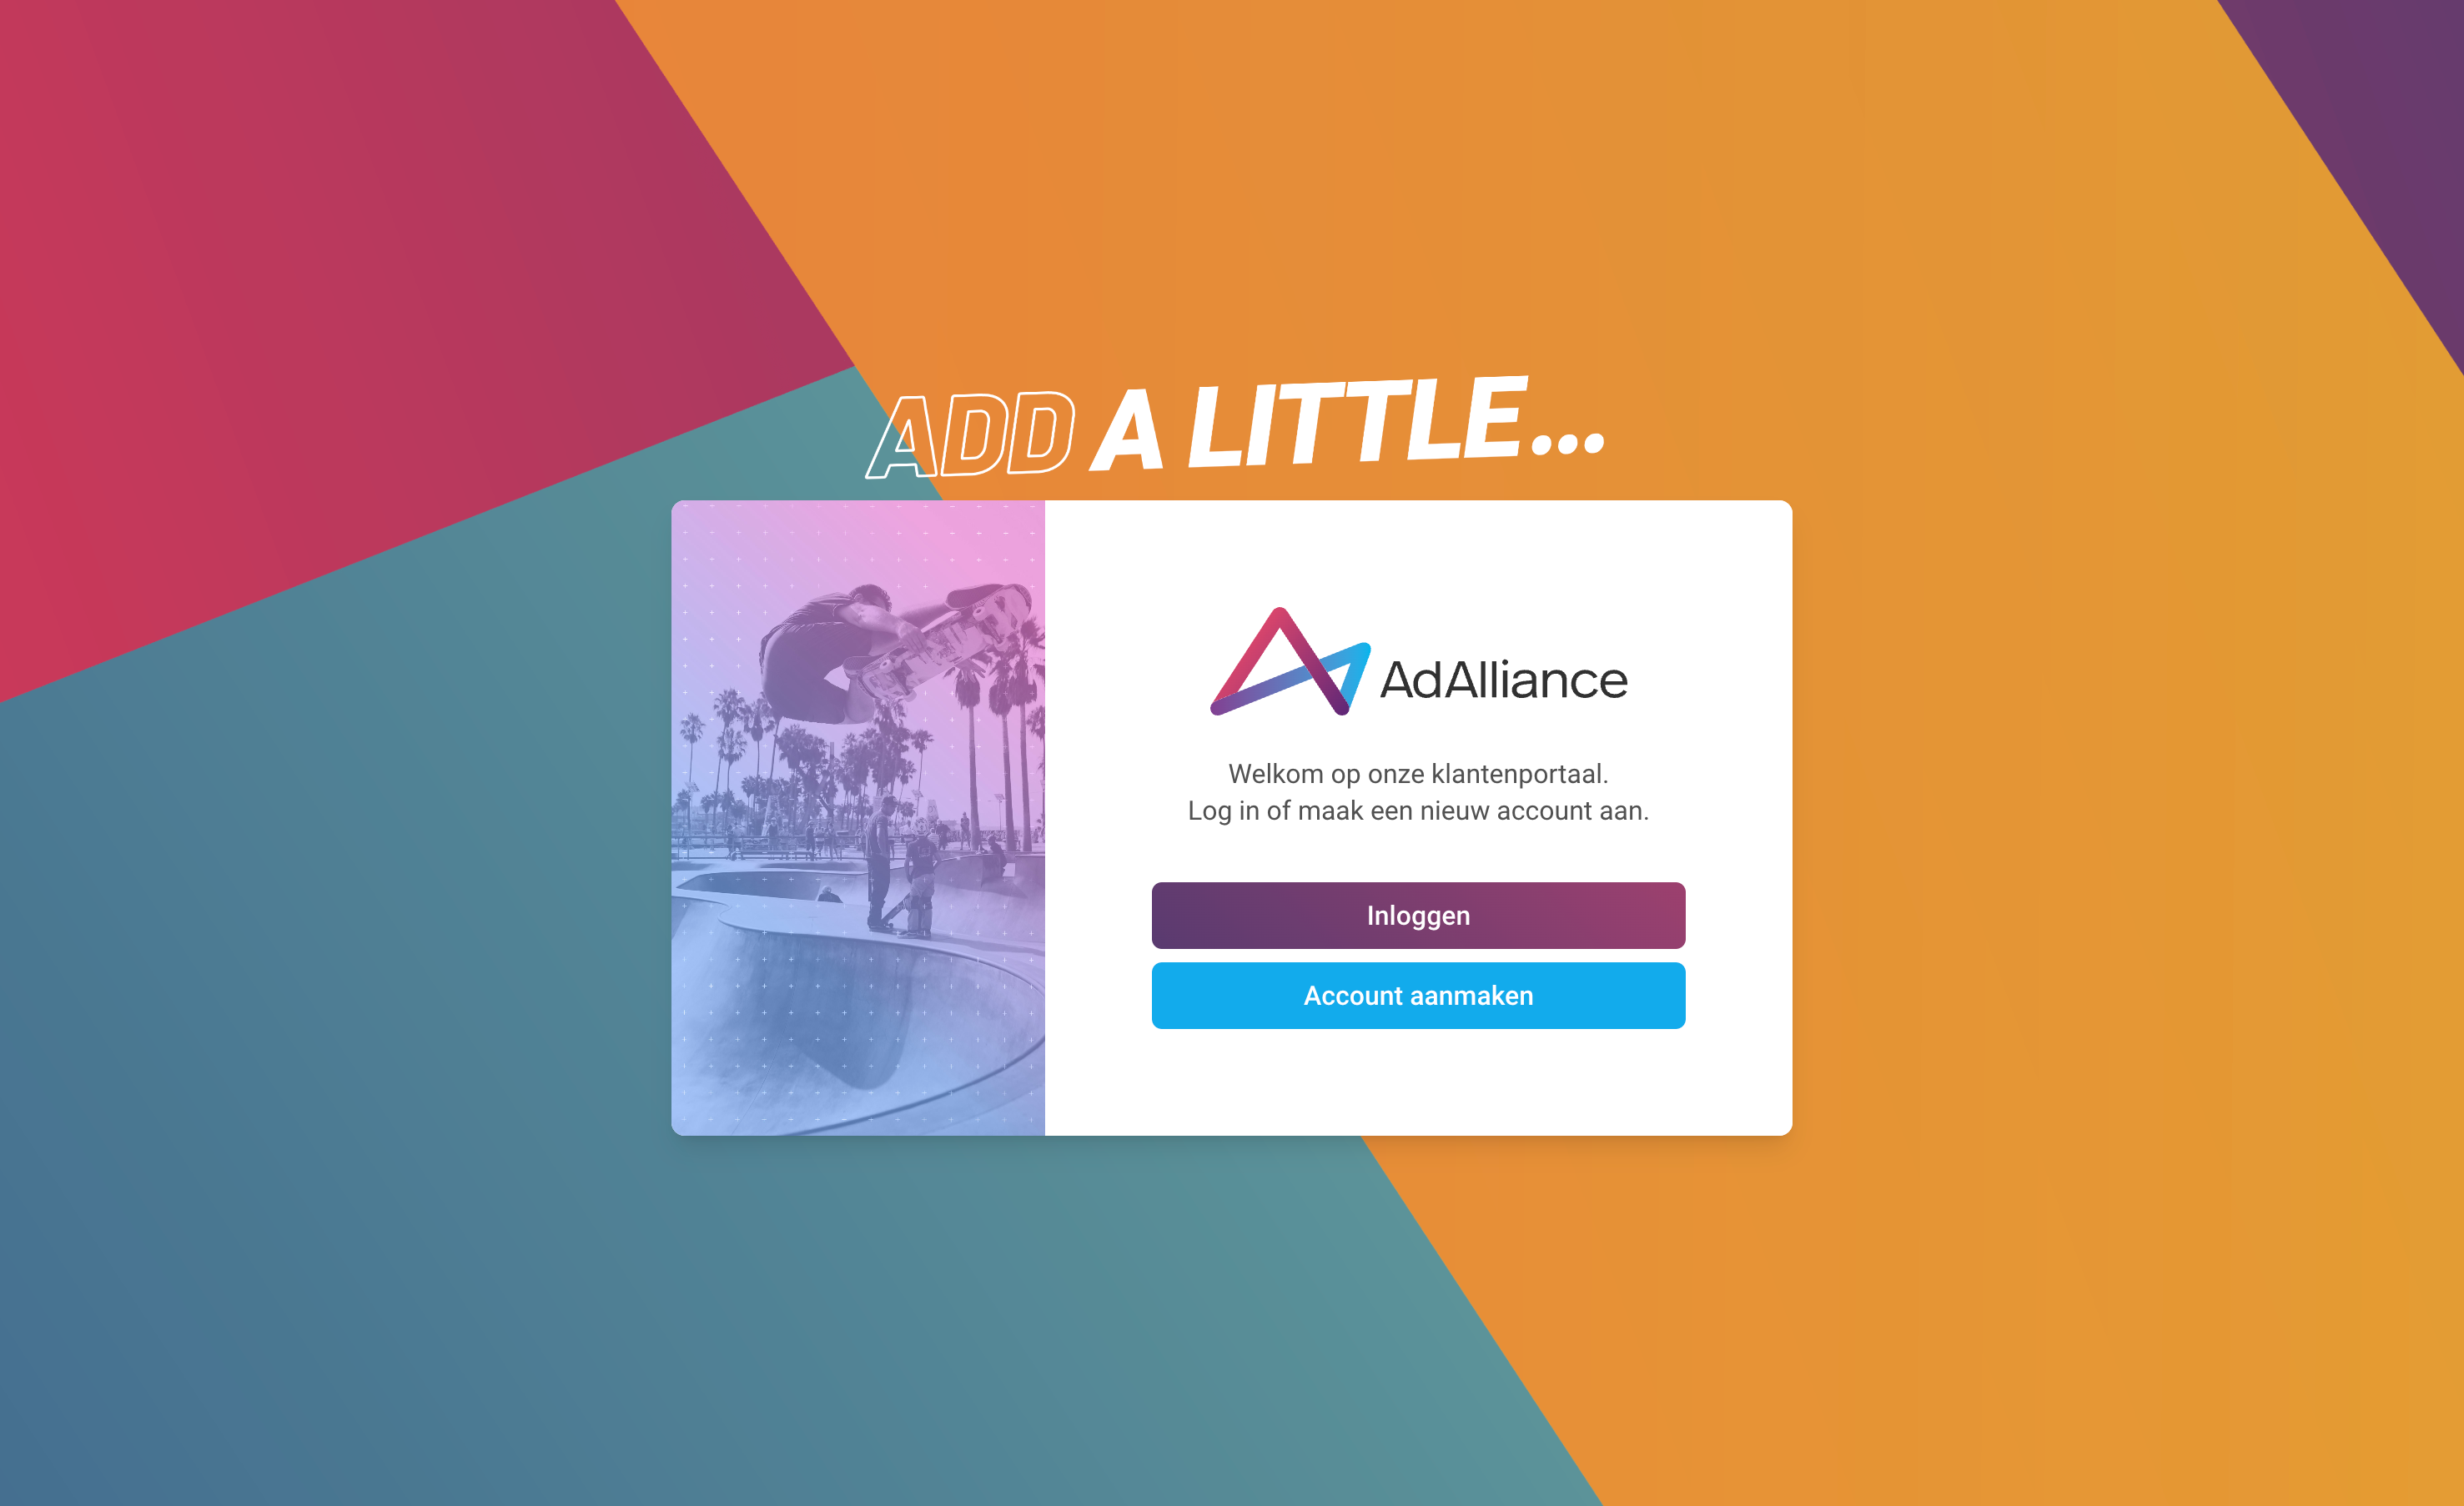 ADD A LITTLE...
AdAlliance
Welkom op onze klantenportaal.
Log in of maak een nieuw account aan.
Inloggen
Account aanmaken